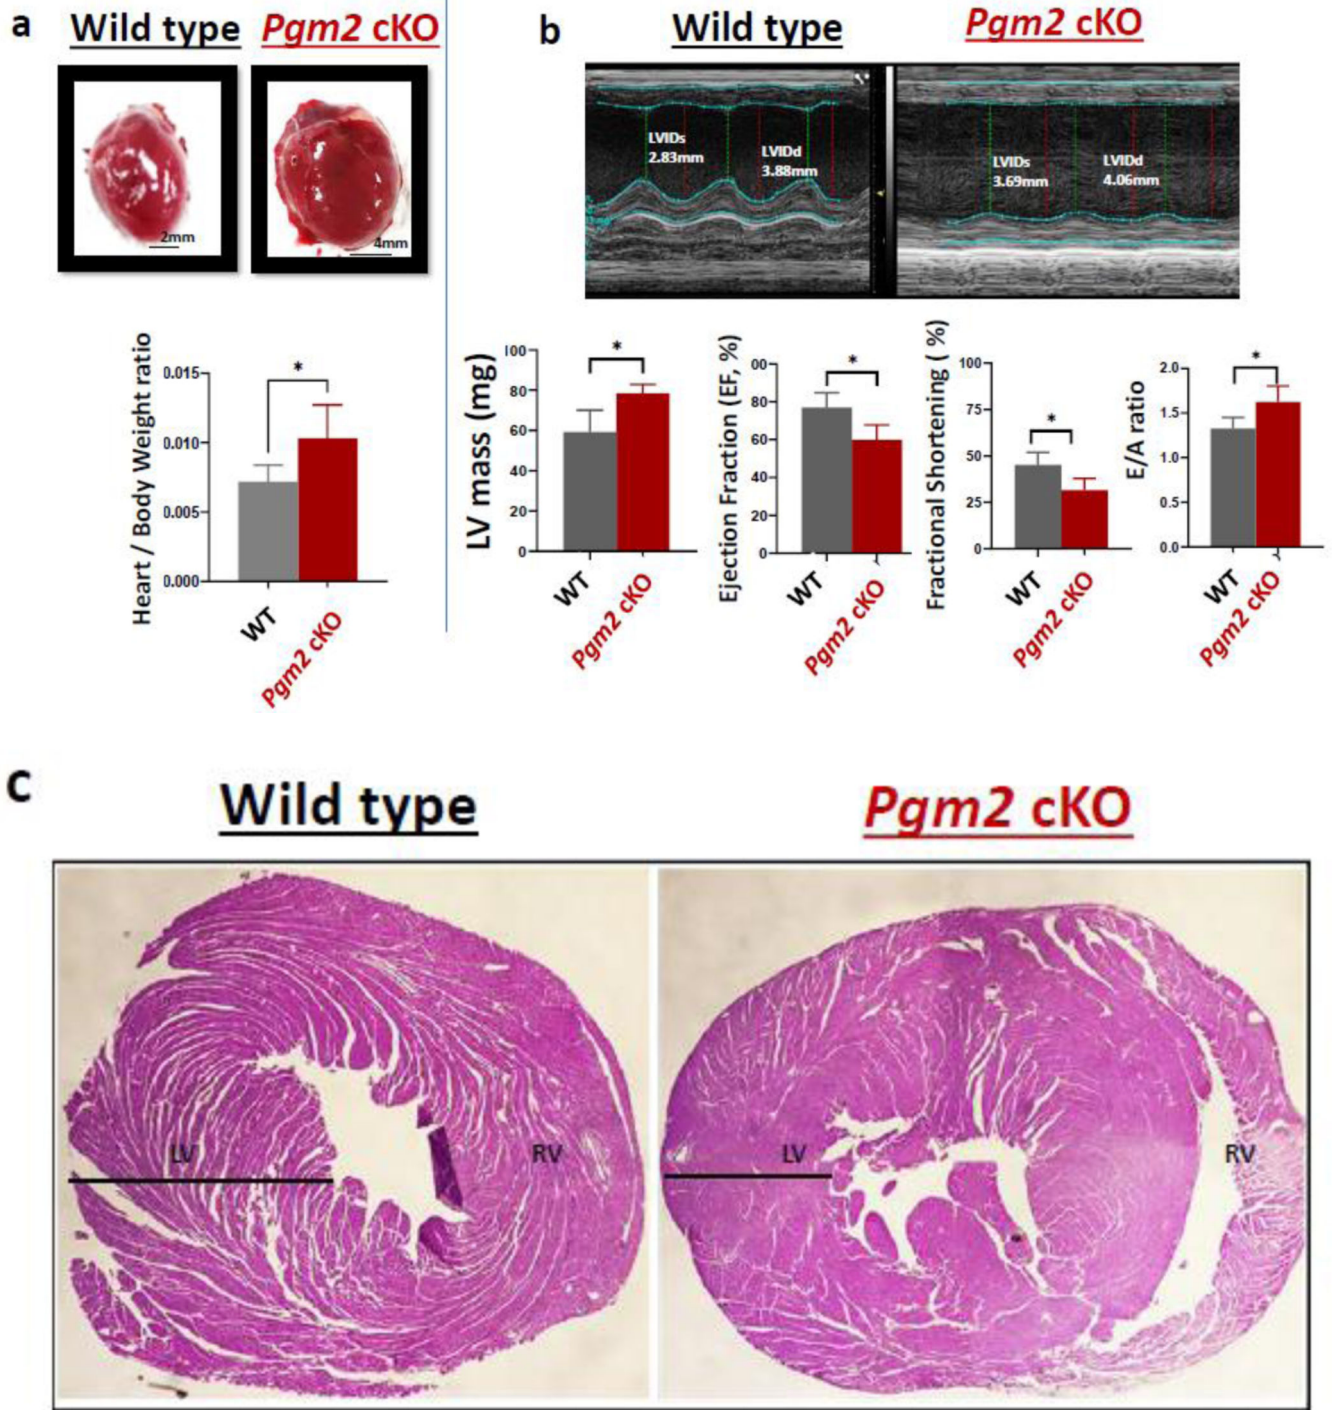 a
Wild type
Pgm2 cKO
2mm
4mm
Heart / Body Weight ratio
0.015
0.010
0.005
0.000
*
WT
Pgm2 cKO
b
Wild type
Pgm2 cKO
LVIDs
2.83mm
LVIDd
3.88mm
LVIDs
3.69mm
LVIDd
4.06mm
LV mass (mg)
100
80
60
40
20
0
*
WT
Pgm2 cKO
Ejection Fraction (EF, %)
00
80
60
40
20
0
*
WT
Pgm2 cKO
Fractional Shortening ( %)
100
75
50
25
0
*
WT
Pgm2 cKO
E/A ratio
2.0
1.5
1.0
0.5
0.0
*
WT
Pgm2 cKO
c
Wild type
Pgm2 cKO
LV
RV
LV
RV